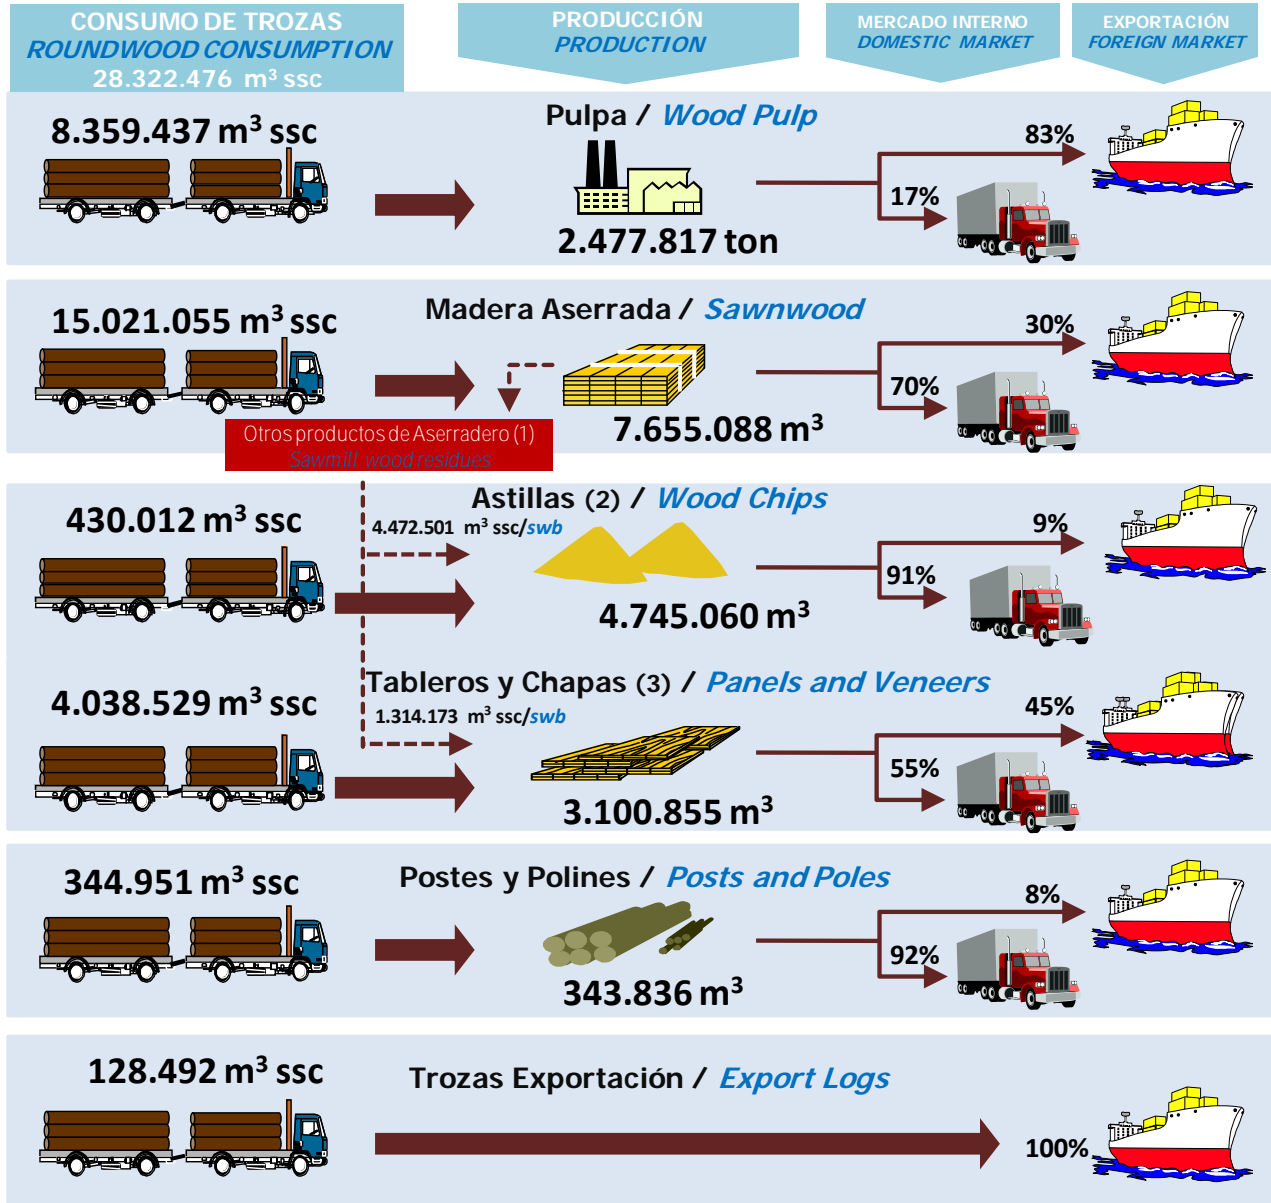 CONSUMO DE TROZAS
ROUNDWOOD CONSUMPTION
28.322.476 m³ ssc
PRODUCCIÓN
PRODUCTION
MERCADO INTERNO
DOMESTIC MARKET
EXPORTACIÓN
FOREIGN MARKET
8.359.437 m³ ssc
Pulpa / Wood Pulp
83%
17%
2.477.817 ton
15.021.055 m³ ssc
Madera Aserrada / Sawnwood
30%
70%
7.655.088 m³
Otros productos de Aserradero (1)
Sawmill wood residues
430.012 m³ ssc
Astillas (2) / Wood Chips
4.472.501 m³ ssc/swb
9%
91%
4.745.060 m³
4.038.529 m³ ssc
Tableros y Chapas (3) / Panels and Veneers
1.314.173 m³ ssc/swb
45%
55%
3.100.855 m³
344.951 m³ ssc
Postes y Polines / Posts and Poles
8%
92%
343.836 m³
128.492 m³ ssc
Trozas Exportación / Export Logs
100%